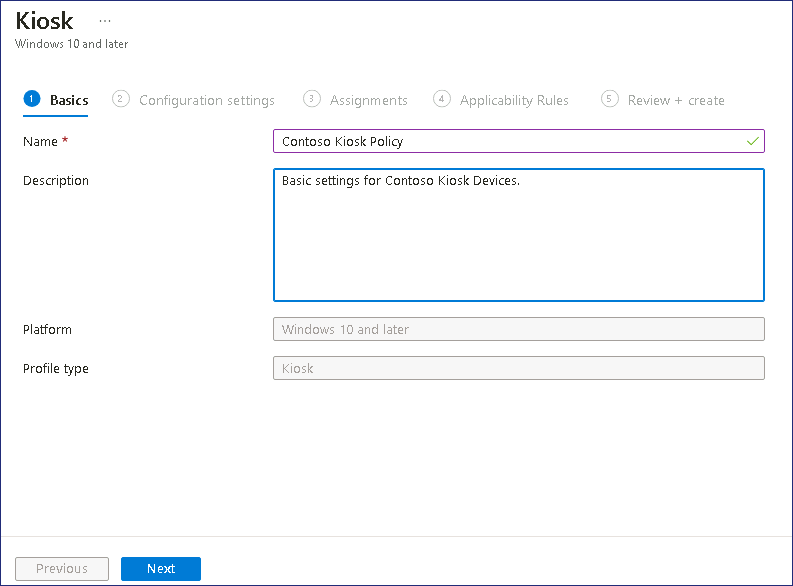 Kiosk ...
Windows 10 and later
1 Basics 2 Configuration settings 3 Assignments 4 Applicability Rules 5 Review + create
Name * Contoso Kiosk Policy
Description Basic settings for Contoso Kiosk Devices.
Platform Windows 10 and later
Profile type Kiosk
Previous Next